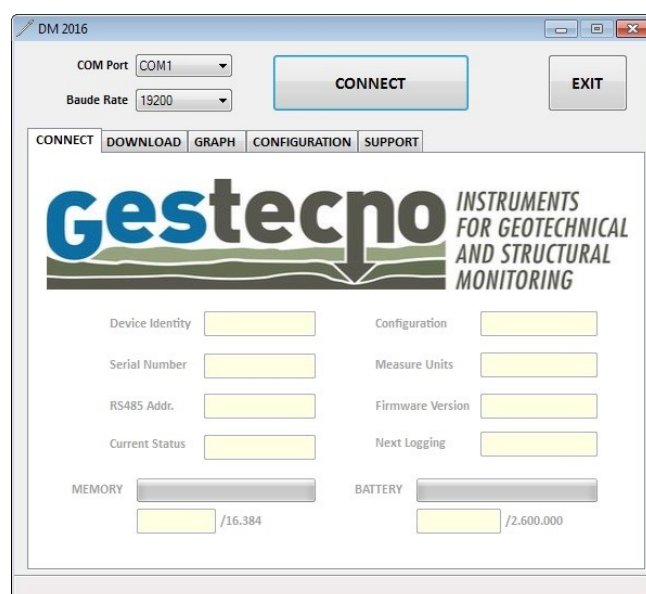 DM 2016
COM Port COM1
CONNECT
EXIT
Baude Rate 19200
CONNECT DOWNLOAD GRAPH CONFIGURATION SUPPORT
Gestecno
INSTRUMENTS
FOR GEOTECHNICAL
AND STRUCTURAL
MONITORING
Device Identity Configuration
Serial Number Measure Units
RS485 Addr. Firmware Version
Current Status Next Logging
MEMORY BATTERY
/16.384 /2.600.000